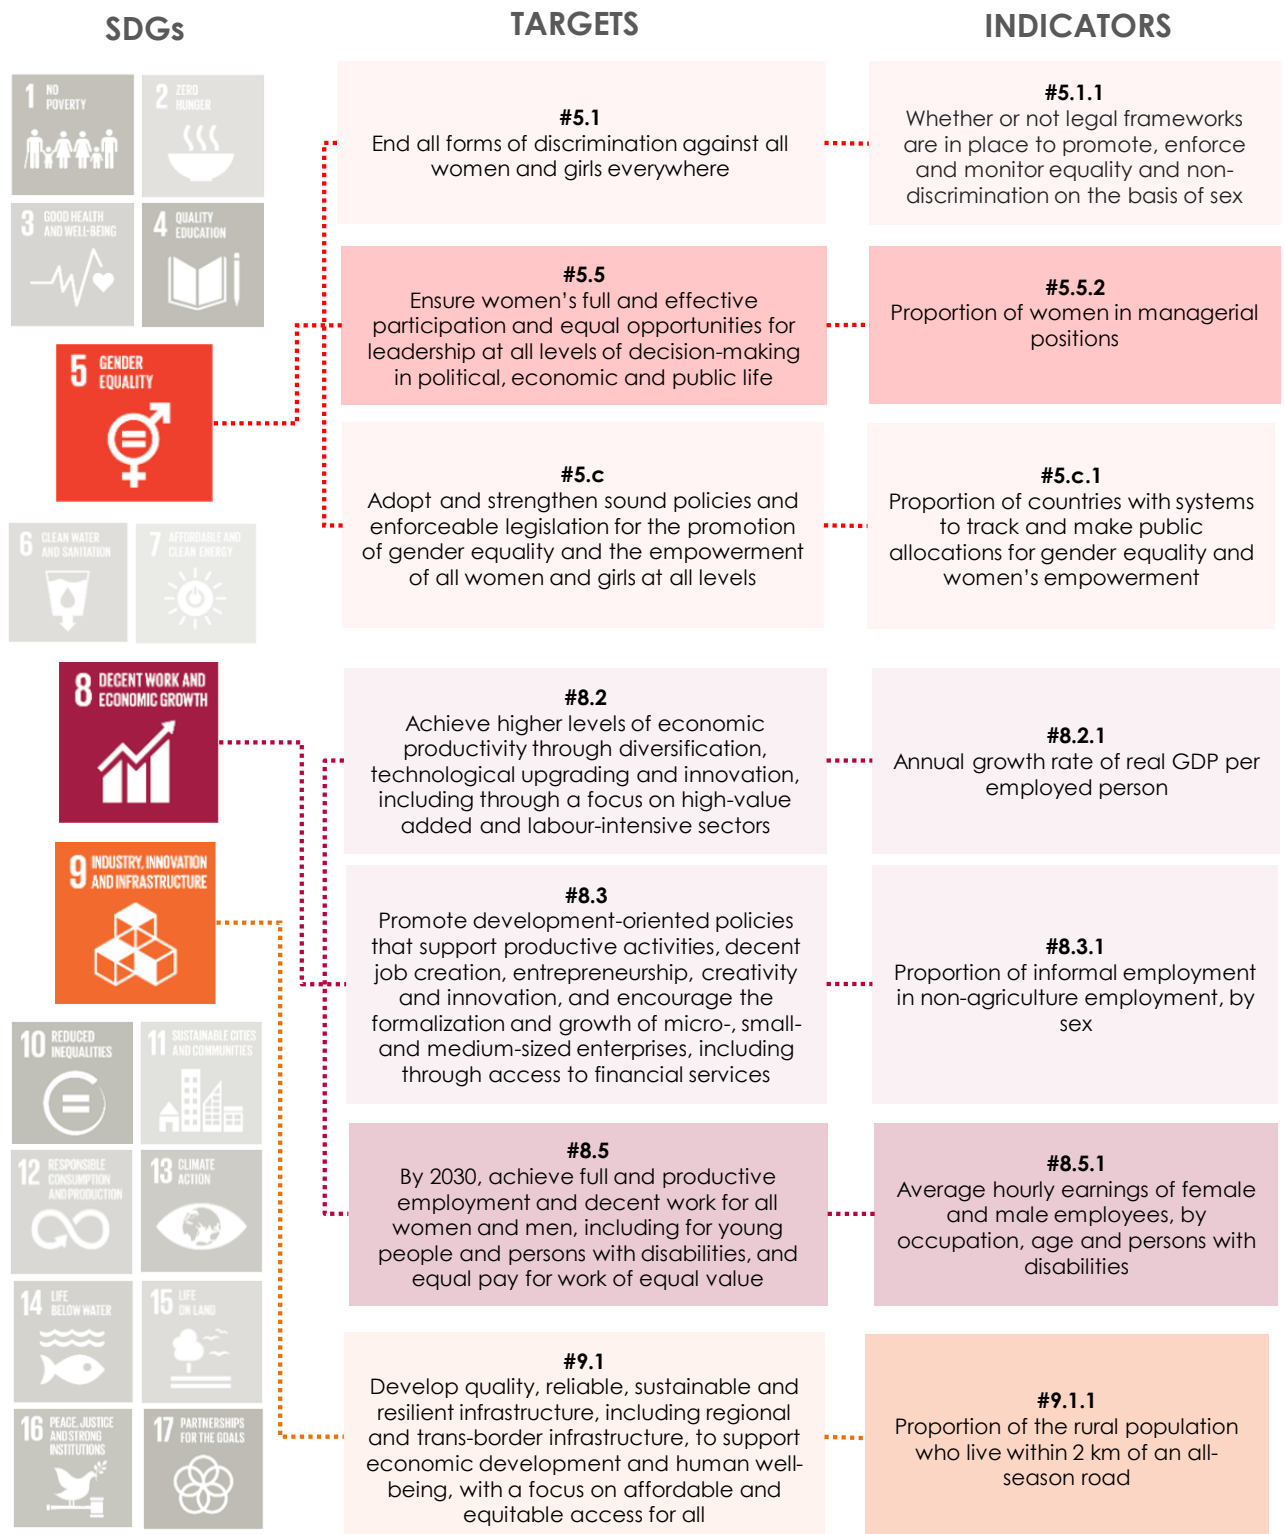 SDGs
TARGETS
INDICATORS
1 NO
POVERTY
2 ZERO
HUNGER
3 GOOD HEALTH
AND WELL-BEING
4 QUALITY
EDUCATION
5 GENDER
EQUALITY
6 CLEAN WATER
AND SANITATION
7 AFFORDABLE AND
CLEAN ENERGY
8 DECENT WORK AND
ECONOMIC GROWTH
9 INDUSTRY, INNOVATION
AND INFRASTRUCTURE
10 REDUCED
INEQUALITIES
11 SUSTAINABLE CITIES
AND COMMUNITIES
12 RESPONSIBLE
CONSUMPTION
AND PRODUCTION
13 CLIMATE
ACTION
14 LIFE
BELOW WATER
15 LIFE
ON LAND
16 PEACE, JUSTICE
AND STRONG
INSTITUTIONS
17 PARTNERSHIPS
FOR THE GOALS
#5.1
End all forms of discrimination against all
women and girls everywhere
#5.1.1
Whether or not legal frameworks
are in place to promote, enforce
and monitor equality and non-
discrimination on the basis of sex
#5.5
Ensure women's full and effective
participation and equal opportunities for
leadership at all levels of decision-making
in political, economic and public life
#5.5.2
Proportion of women in managerial
positions
#5.c
Adopt and strengthen sound policies and
enforceable legislation for the promotion
of gender equality and the empowerment
of all women and girls at all levels
#5.c.1
Proportion of countries with systems
to track and make public
allocations for gender equality and
women's empowerment
#8.2
Achieve higher levels of economic
productivity through diversification,
technological upgrading and innovation,
including through a focus on high-value
added and labour-intensive sectors
#8.2.1
Annual growth rate of real GDP per
employed person
#8.3
Promote development-oriented policies
that support productive activities, decent
job creation, entrepreneurship, creativity
and innovation, and encourage the
formalization and growth of micro-, small-
and medium-sized enterprises, including
through access to financial services
#8.3.1
Proportion of informal employment
in non-agriculture employment, by
sex
#8.5
By 2030, achieve full and productive
employment and decent work for all
women and men, including for young
people and persons with disabilities, and
equal pay for work of equal value
#8.5.1
Average hourly earnings of female
and male employees, by
occupation, age and persons with
disabilities
#9.1
Develop quality, reliable, sustainable and
resilient infrastructure, including regional
and trans-border infrastructure, to support
economic development and human well-
being, with a focus on affordable and
equitable access for all
#9.1.1
Proportion of the rural population
who live within 2 km of an all-
season road